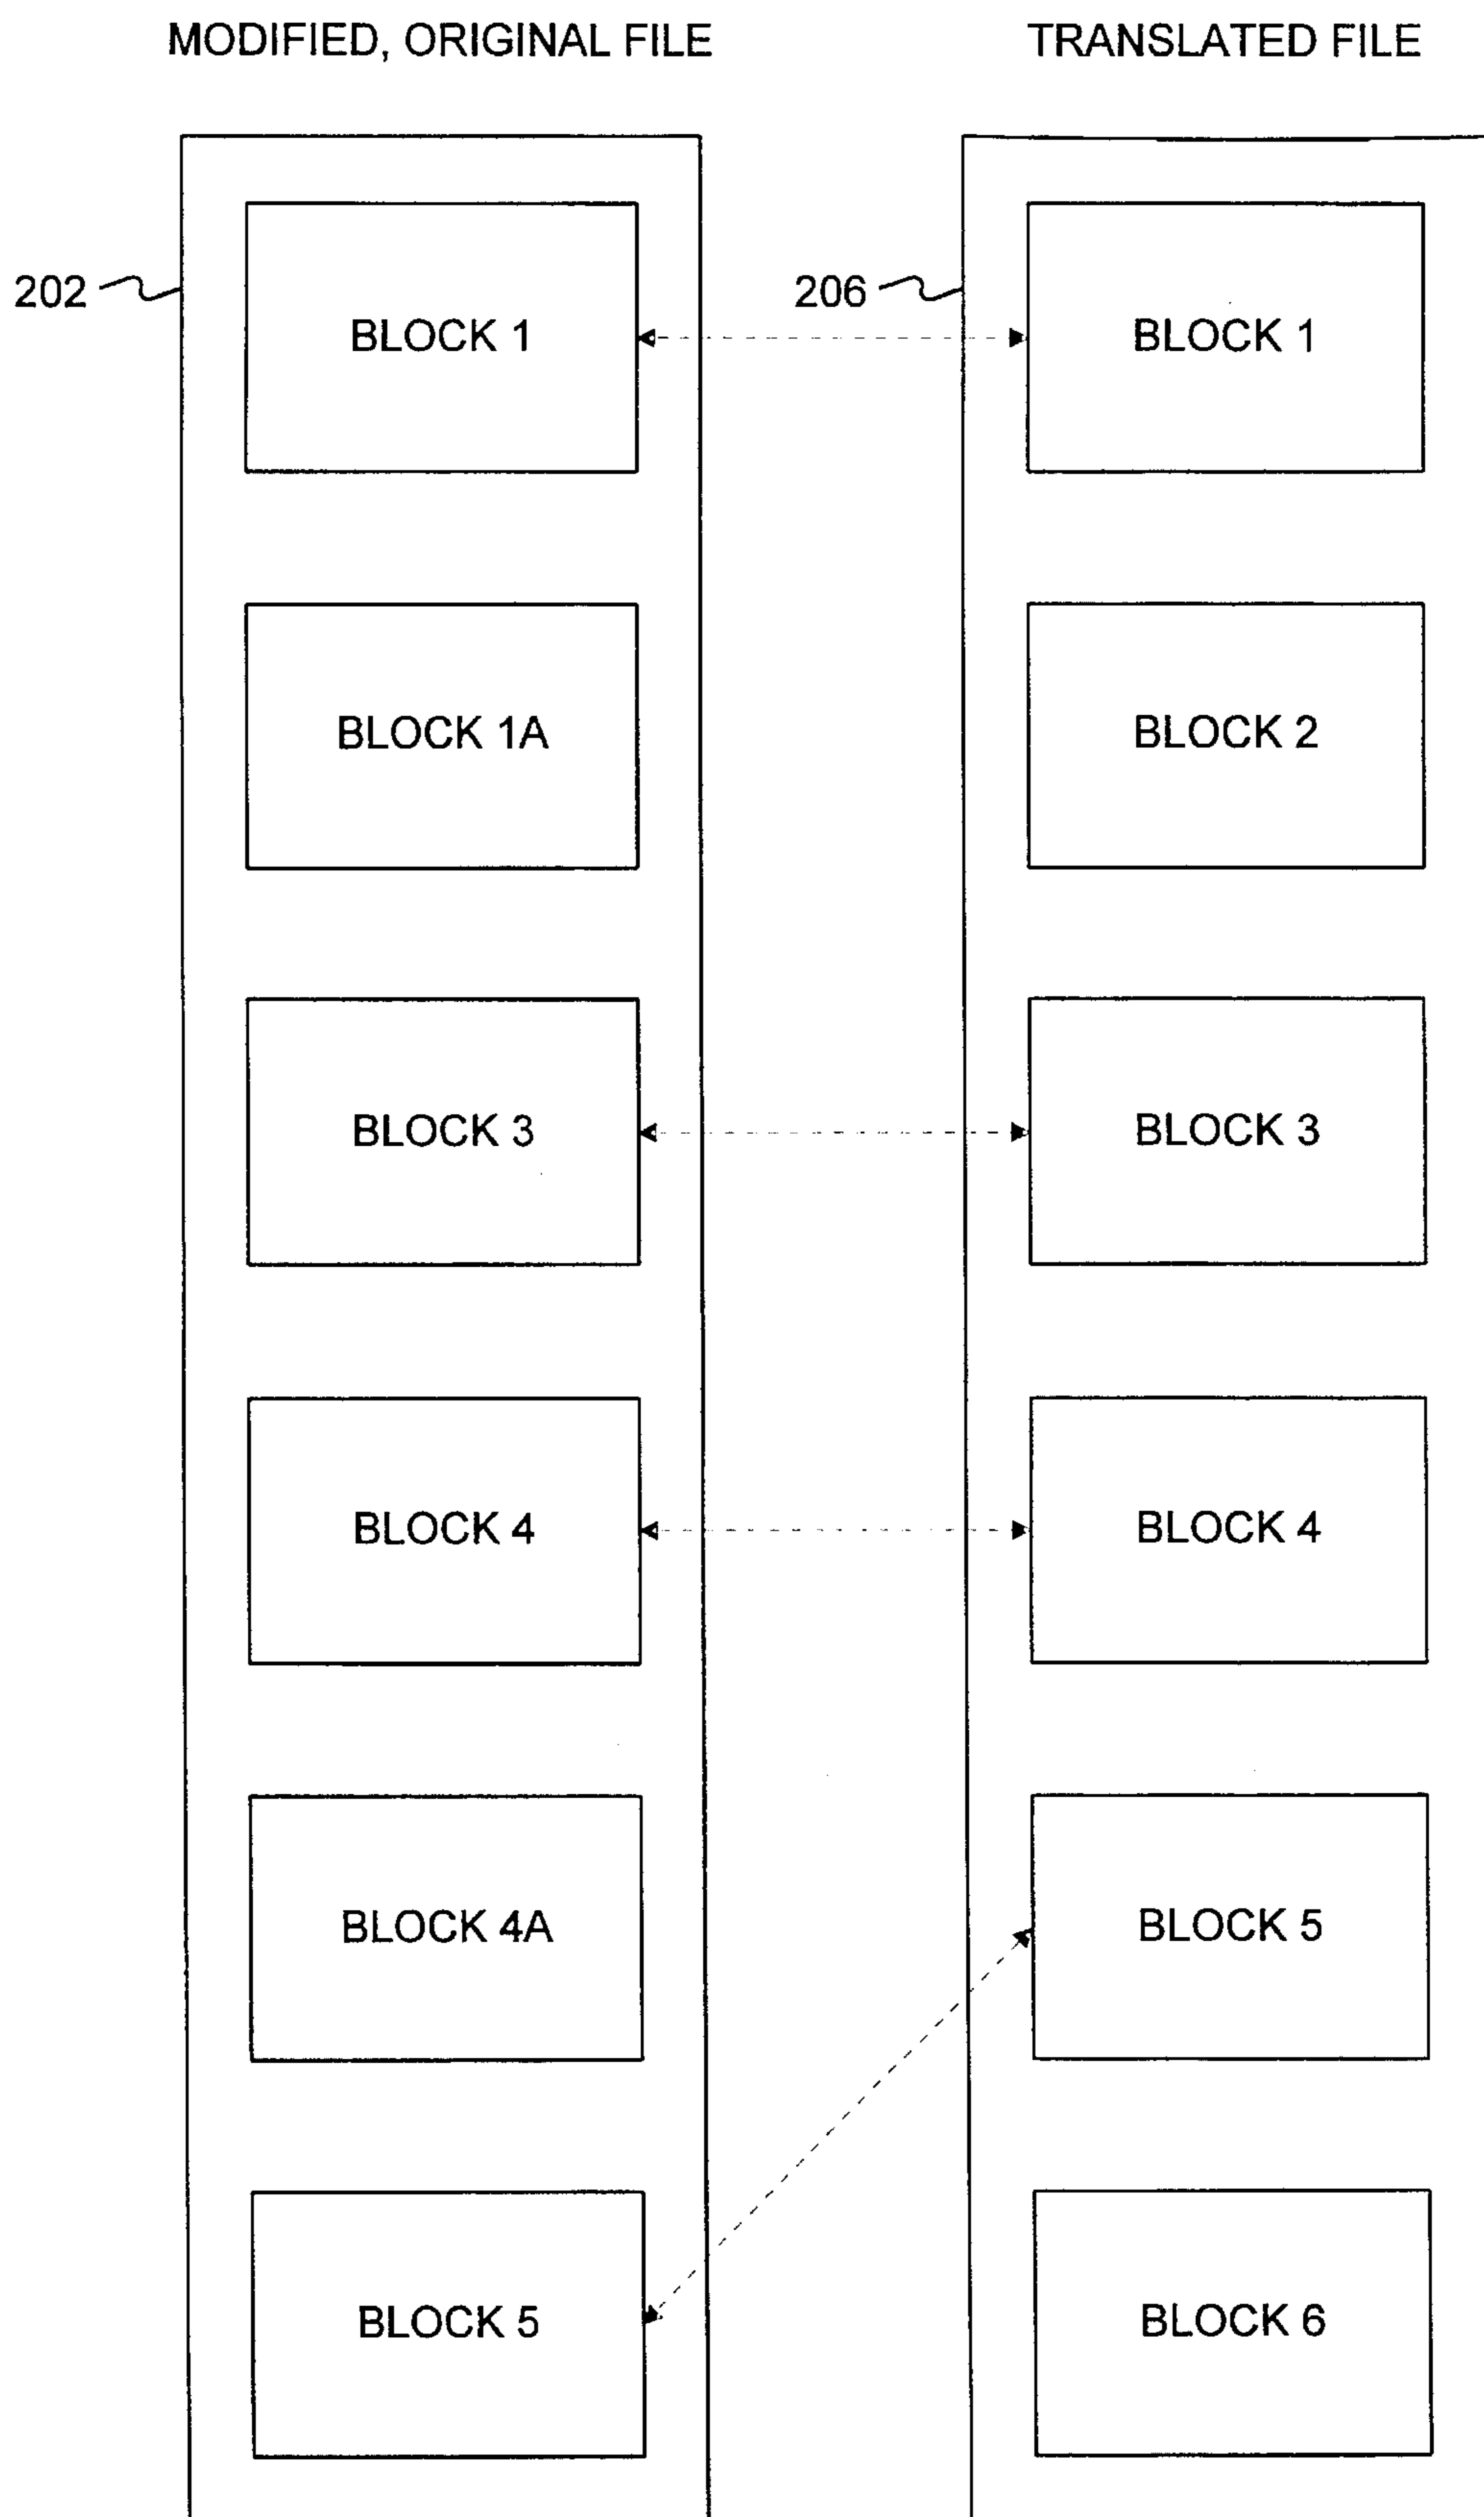 MODIFIED, ORIGINAL FILE
TRANSLATED FILE
202
206
BLOCK 1
BLOCK 1
BLOCK 1A
BLOCK 2
BLOCK 3
BLOCK 3
BLOCK 4
BLOCK 4
BLOCK 4A
BLOCK 5
BLOCK 5
BLOCK 6